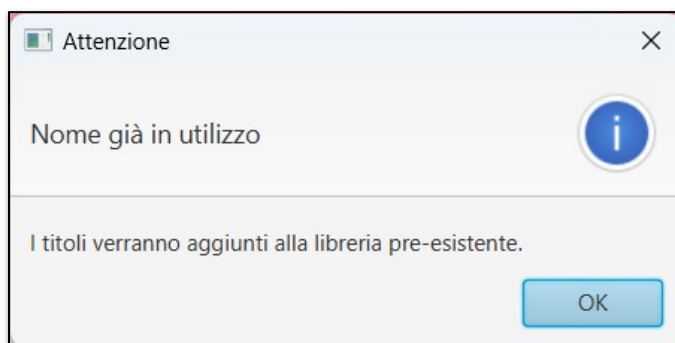 Attenzione
Nome già in utilizzo
i
I titoli verranno aggiunti alla libreria pre-esistente.
OK